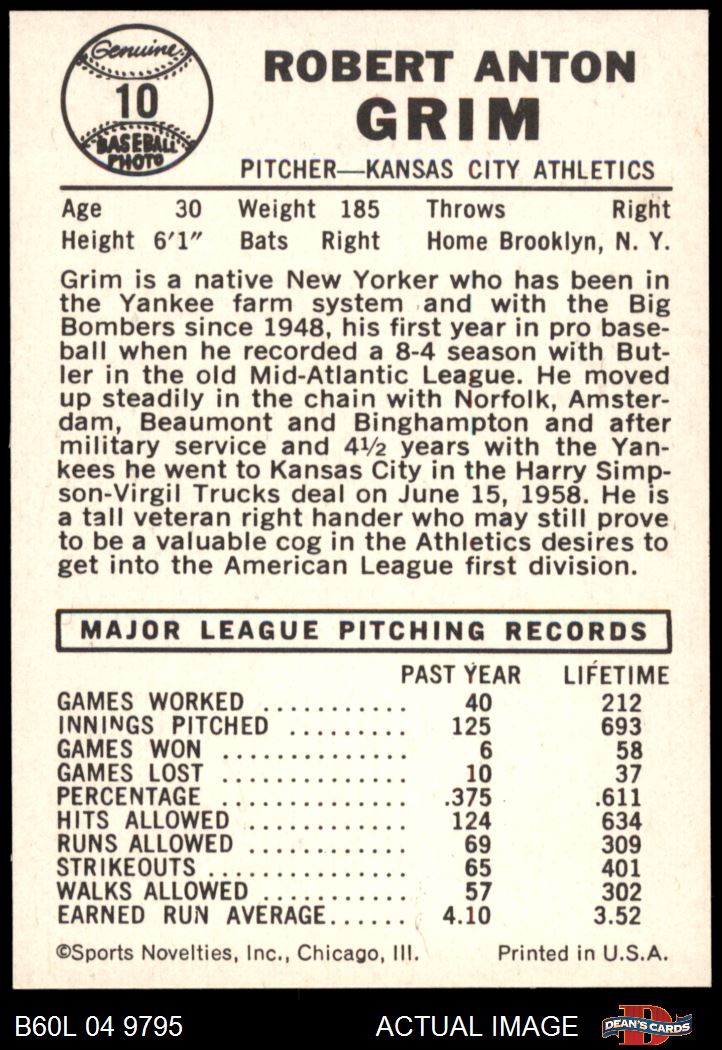 Genuine
10
BASEBALL
PHOTO
ROBERT ANTON
GRIM
PITCHER—KANSAS CITY ATHLETICS
Age 30 Weight 185 Throws Right
Height 6'1" Bats Right Home Brooklyn, N. Y.
Grim is a native New Yorker who has been in
the Yankee farm system and with the Big
Bombers since 1948, his first year in pro base-
ball when he recorded a 8-4 season with But-
ler in the old Mid-Atlantic League. He moved
up steadily in the chain with Norfolk, Amster-
dam, Beaumont and Binghampton and after
military service and 4½ years with the Yan-
kees he went to Kansas City in the Harry Simp-
son-Virgil Trucks deal on June 15, 1958. He is
a tall veteran right hander who may still prove
to be a valuable cog in the Athletics desires to
get into the American League first division.
MAJOR LEAGUE PITCHING RECORDS
PAST YEAR LIFETIME
GAMES WORKED ........... 40 212
INNINGS PITCHED ......... 125 693
GAMES WON .............. 6 58
GAMES LOST .............. 10 37
PERCENTAGE .............. .375 .611
HITS ALLOWED ............ 124 634
RUNS ALLOWED ............ 69 309
STRIKEOUTS ............... 65 401
WALKS ALLOWED ........... 57 302
EARNED RUN AVERAGE...... 4.10 3.52
©Sports Novelties, Inc., Chicago, Ill. Printed in U.S.A.
B60L 04 9795 ACTUAL IMAGE D DEAN'S CARDS